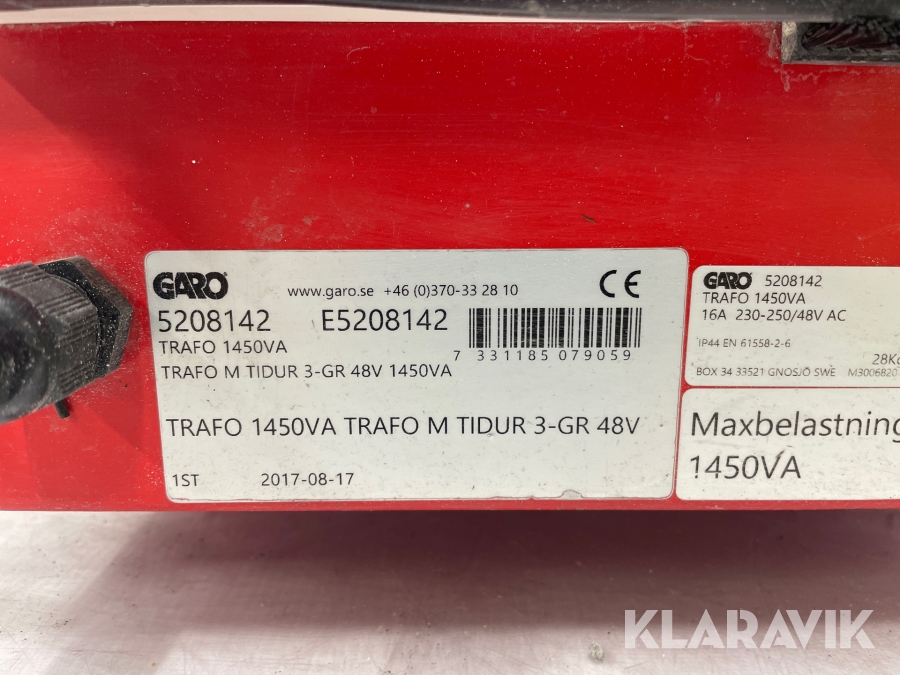 GARO
www.garo.se +46 (0)370-33 28 10
5208142 E5208142
TRAFO 1450VA
7 331185 079059
TRAFO M TIDUR 3-GR 48V 1450VA
TRAFO 1450VA TRAFO M TIDUR 3-GR 48V
1ST 2017-08-17
CE
GARO 5208142
TRAFO 1450VA
16A 230-250/48V AC
IP44 EN 61558-2-6
28K
BOX 34 33521 GNOSJÖ SWE M3006820
Maxbelastning
1450VA
KLARAVIK